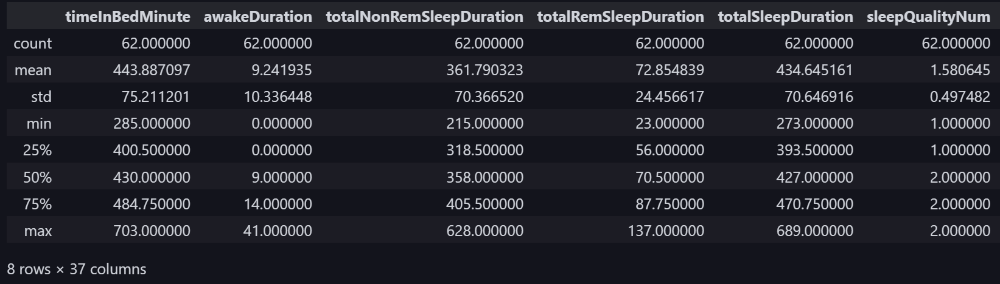 timeInBedMinute awakeDuration totalNonRemSleepDuration totalRemSleepDuration totalSleepDuration sleepQualityNum
count 62.000000 62.000000 62.000000 62.000000 62.000000 62.000000
mean 443.887097 9.241935 361.790323 72.854839 434.645161 1.580645
std 75.211201 10.336448 70.366520 24.456617 70.646916 0.497482
min 285.000000 0.000000 215.000000 23.000000 273.000000 1.000000
25% 400.500000 0.000000 318.500000 56.000000 393.500000 1.000000
50% 430.000000 9.000000 358.000000 70.500000 427.000000 2.000000
75% 484.750000 14.000000 405.500000 87.750000 470.750000 2.000000
max 703.000000 41.000000 628.000000 137.000000 689.000000 2.000000
8 rows × 37 columns